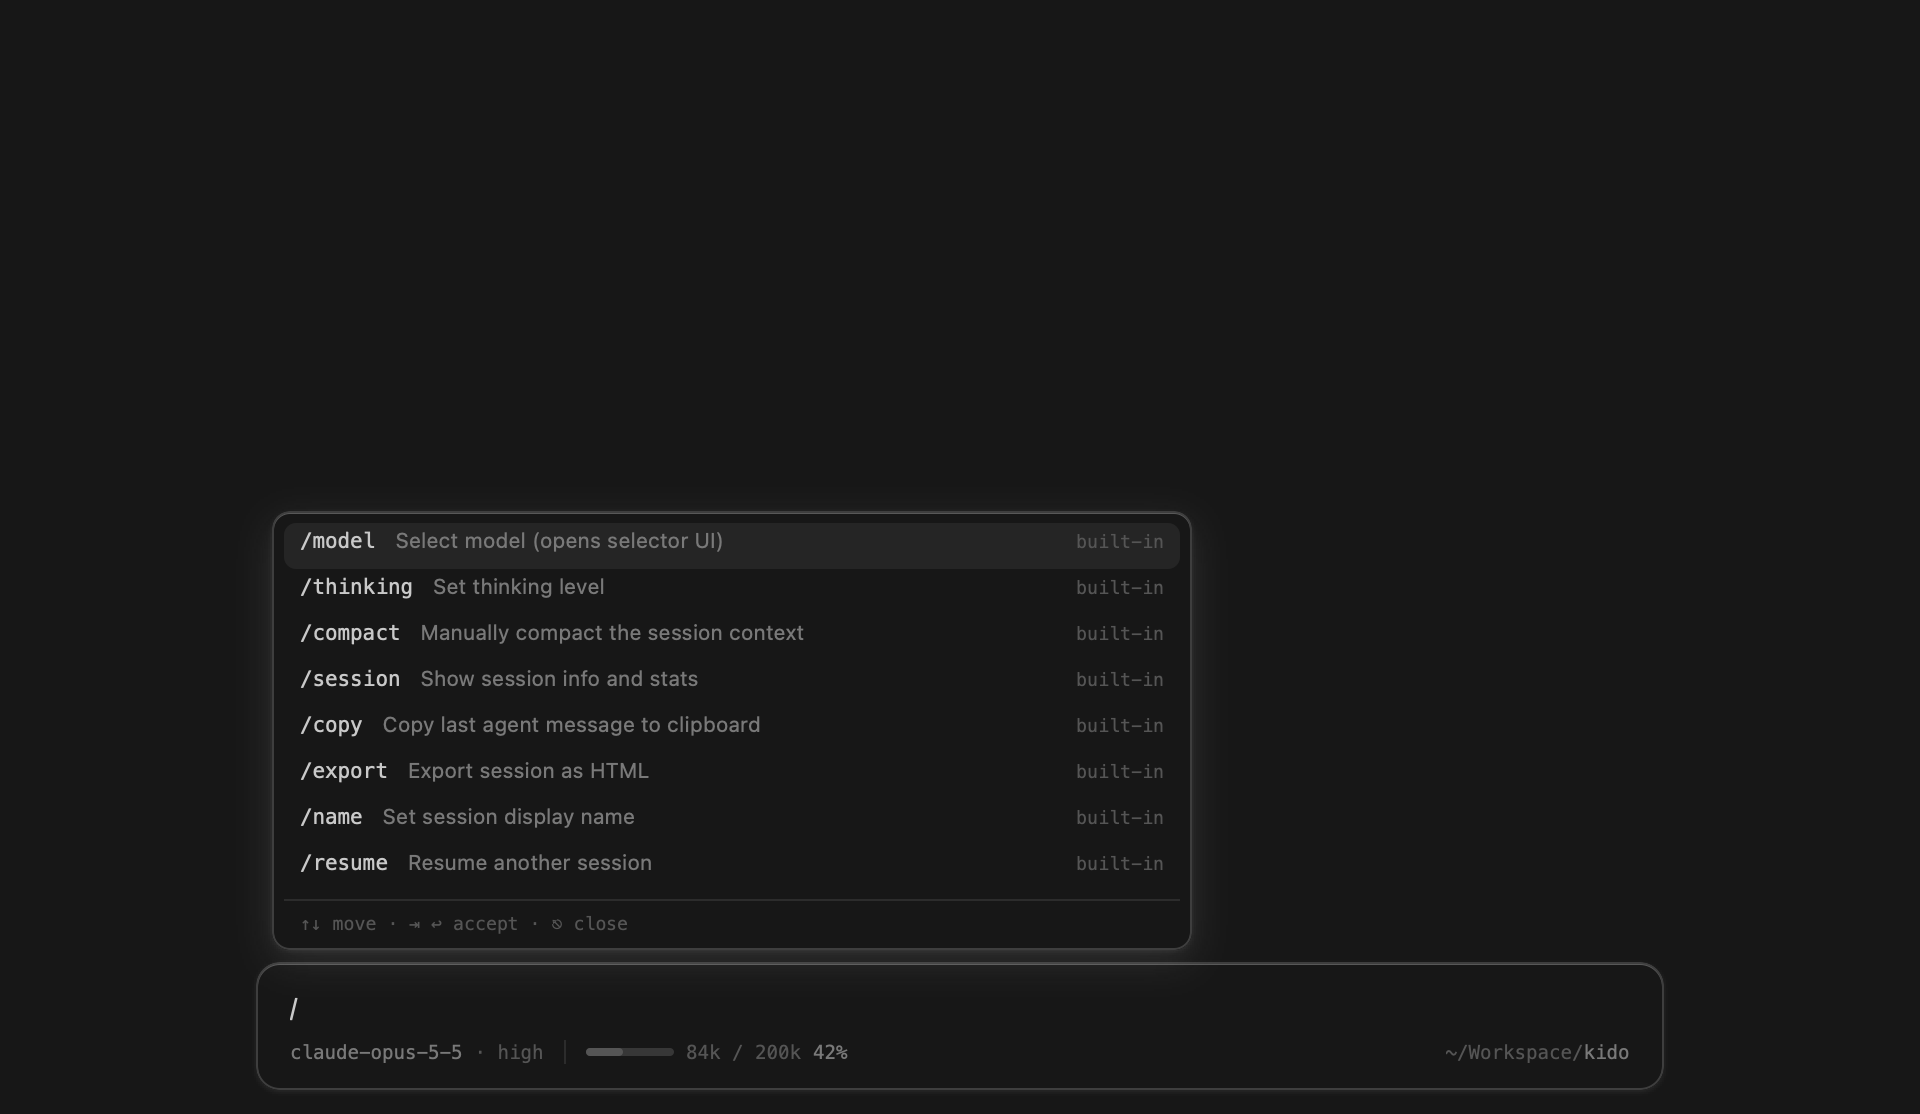 /model Select model (opens selector UI) built-in
/thinking Set thinking level built-in
/compact Manually compact the session context built-in
/session Show session info and stats built-in
/copy Copy last agent message to clipboard built-in
/export Export session as HTML built-in
/name Set session display name built-in
/resume Resume another session built-in
↑↓ move · ⇥ ↩ accept · ⎋ close
/
claude-opus-5-5 · high 84k / 200k 42% ~/Workspace/kido